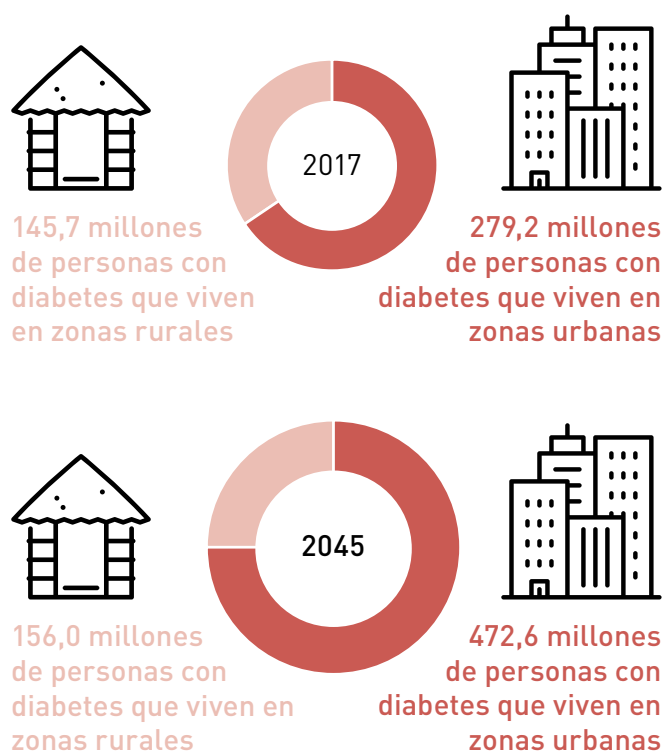 2017
145,7 millones
de personas con
diabetes que viven
en zonas rurales
279,2 millones
de personas con
diabetes que viven en
zonas urbanas
2045
156,0 millones
de personas con
diabetes que viven en
zonas rurales
472,6 millones
de personas con
diabetes que viven en
zonas urbanas